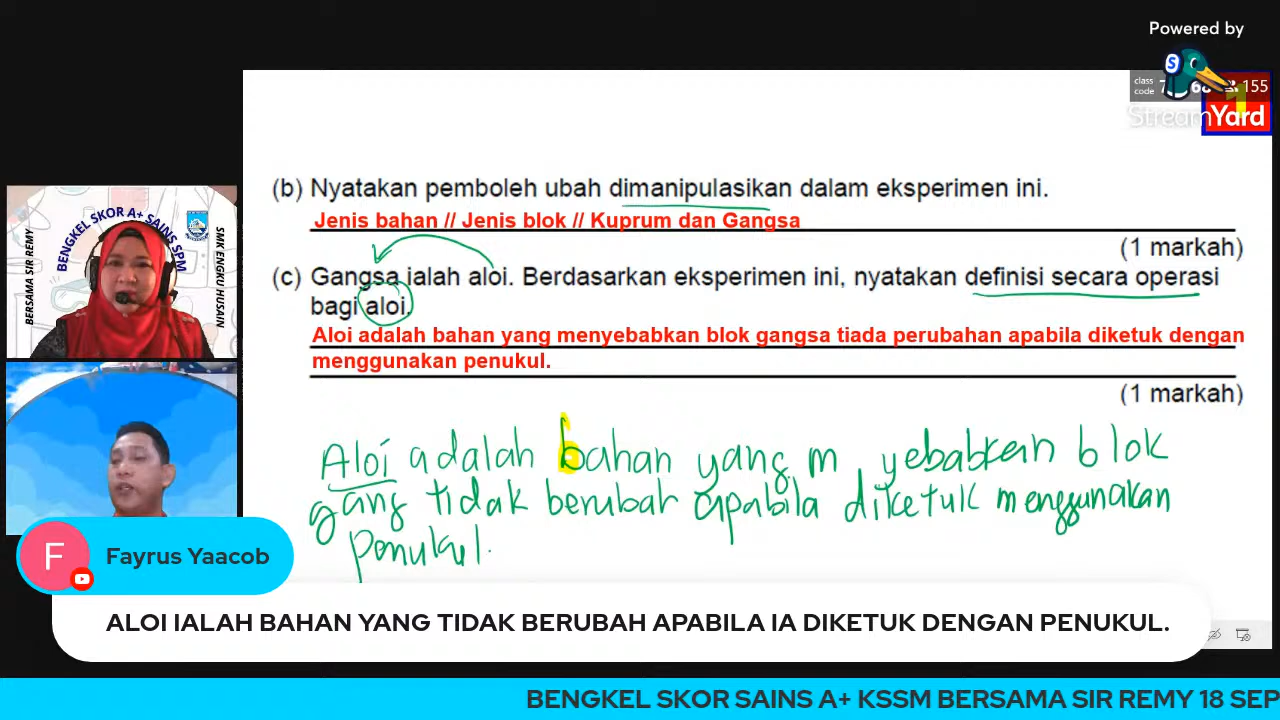 Powered by
S
class
code
155
StreamYard
(b) Nyatakan pemboleh ubah dimanipulasikan dalam eksperimen ini.
Jenis bahan // Jenis blok // Kuprum dan Gangsa
(1 markah)
(c) Gangsa ialah aloi. Berdasarkan eksperimen ini, nyatakan definisi secara operasi
bagi aloi.
Aloi adalah bahan yang menyebabkan blok gangsa tiada perubahan apabila diketuk dengan
menggunakan penukul.
(1 markah)
Aloi adalah bahan yang m yebabkan blok
gang tidak berubah apabila diketuk menggunakan
penukul.
BENGKEL SKOR A+ SAINS SPM
BERSAMA SIR REMY
SMK ENGKU HUSAIN
F
Fayrus Yaacob
ALOI IALAH BAHAN YANG TIDAK BERUBAH APABILA IA DIKETUK DENGAN PENUKUL.
BENGKEL SKOR SAINS A+ KSSM BERSAMA SIR REMY 18 SEP